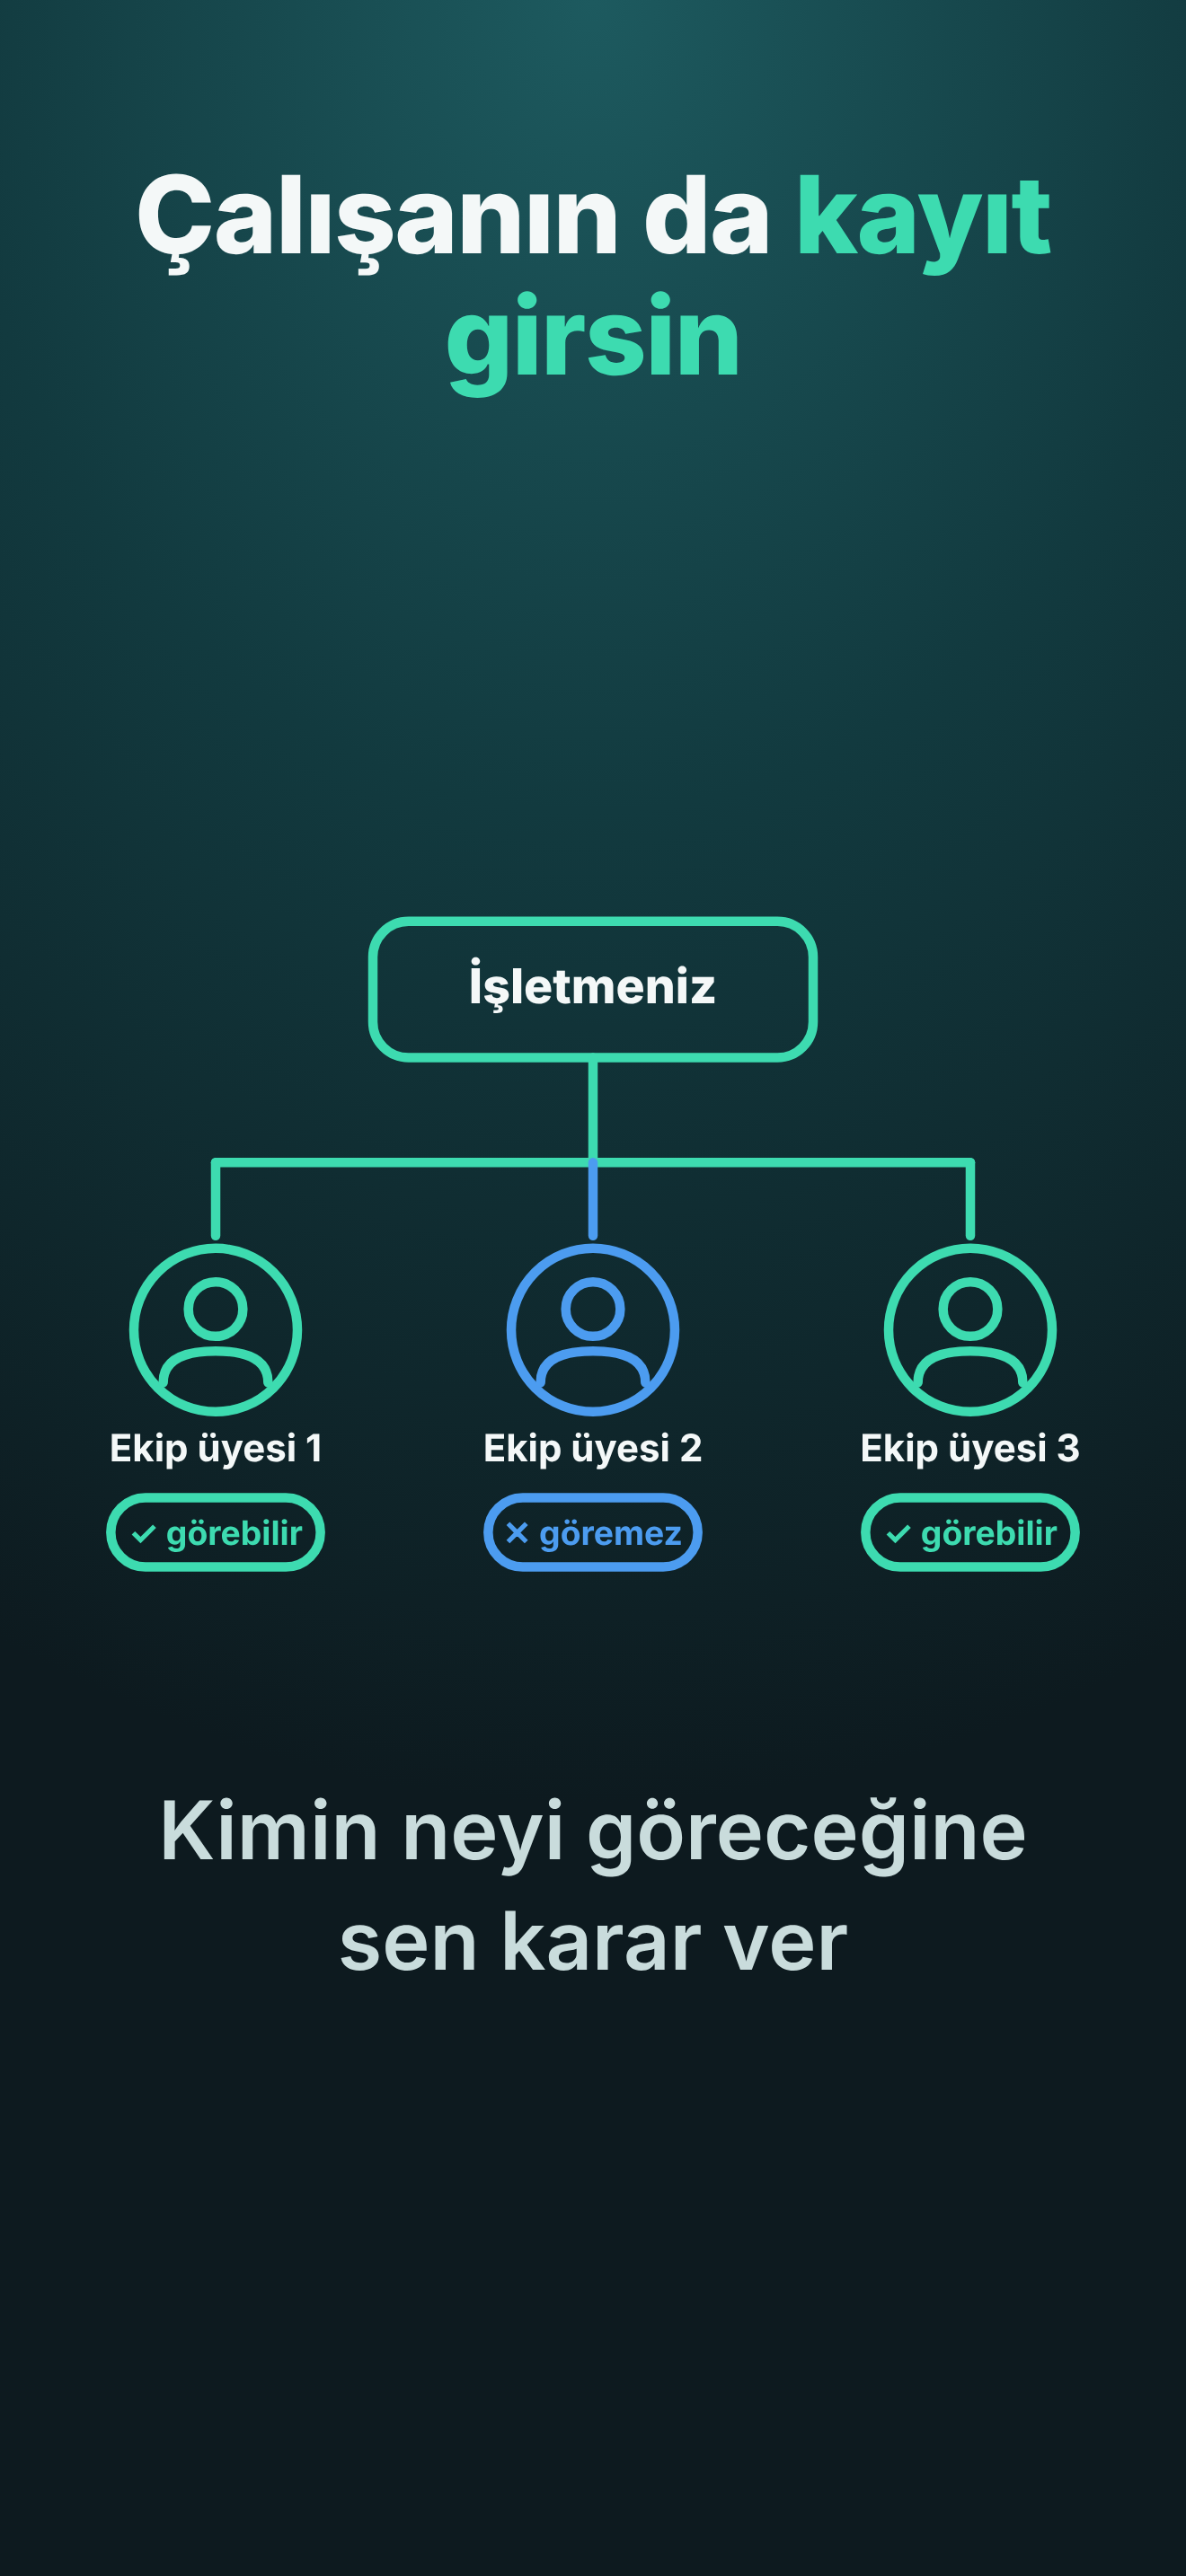 Çalışanın da kayıt
girsin
İşletmeniz
Ekip üyesi 1
Ekip üyesi 2
Ekip üyesi 3
✓ görebilir
✕ göremez
✓ görebilir
Kimin neyi göreceğine
sen karar ver